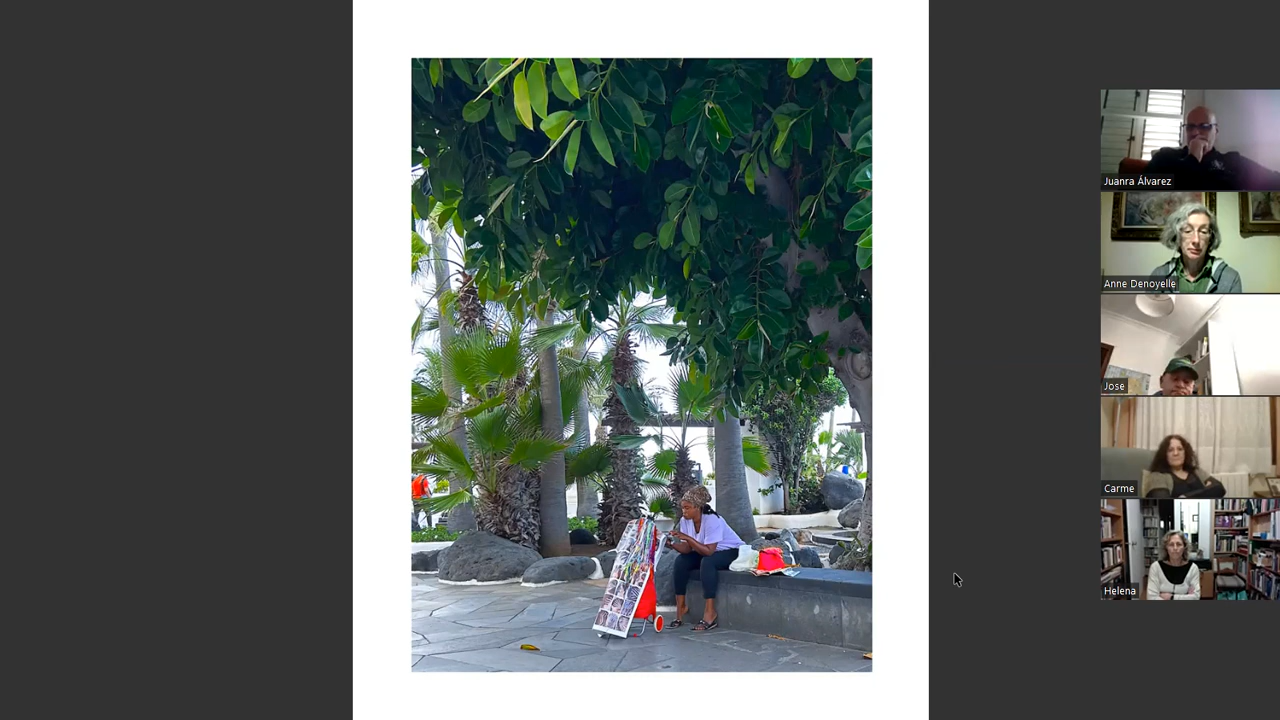 Juanra Álvarez
Anne Denoyelle
Jose
Carme
Helena